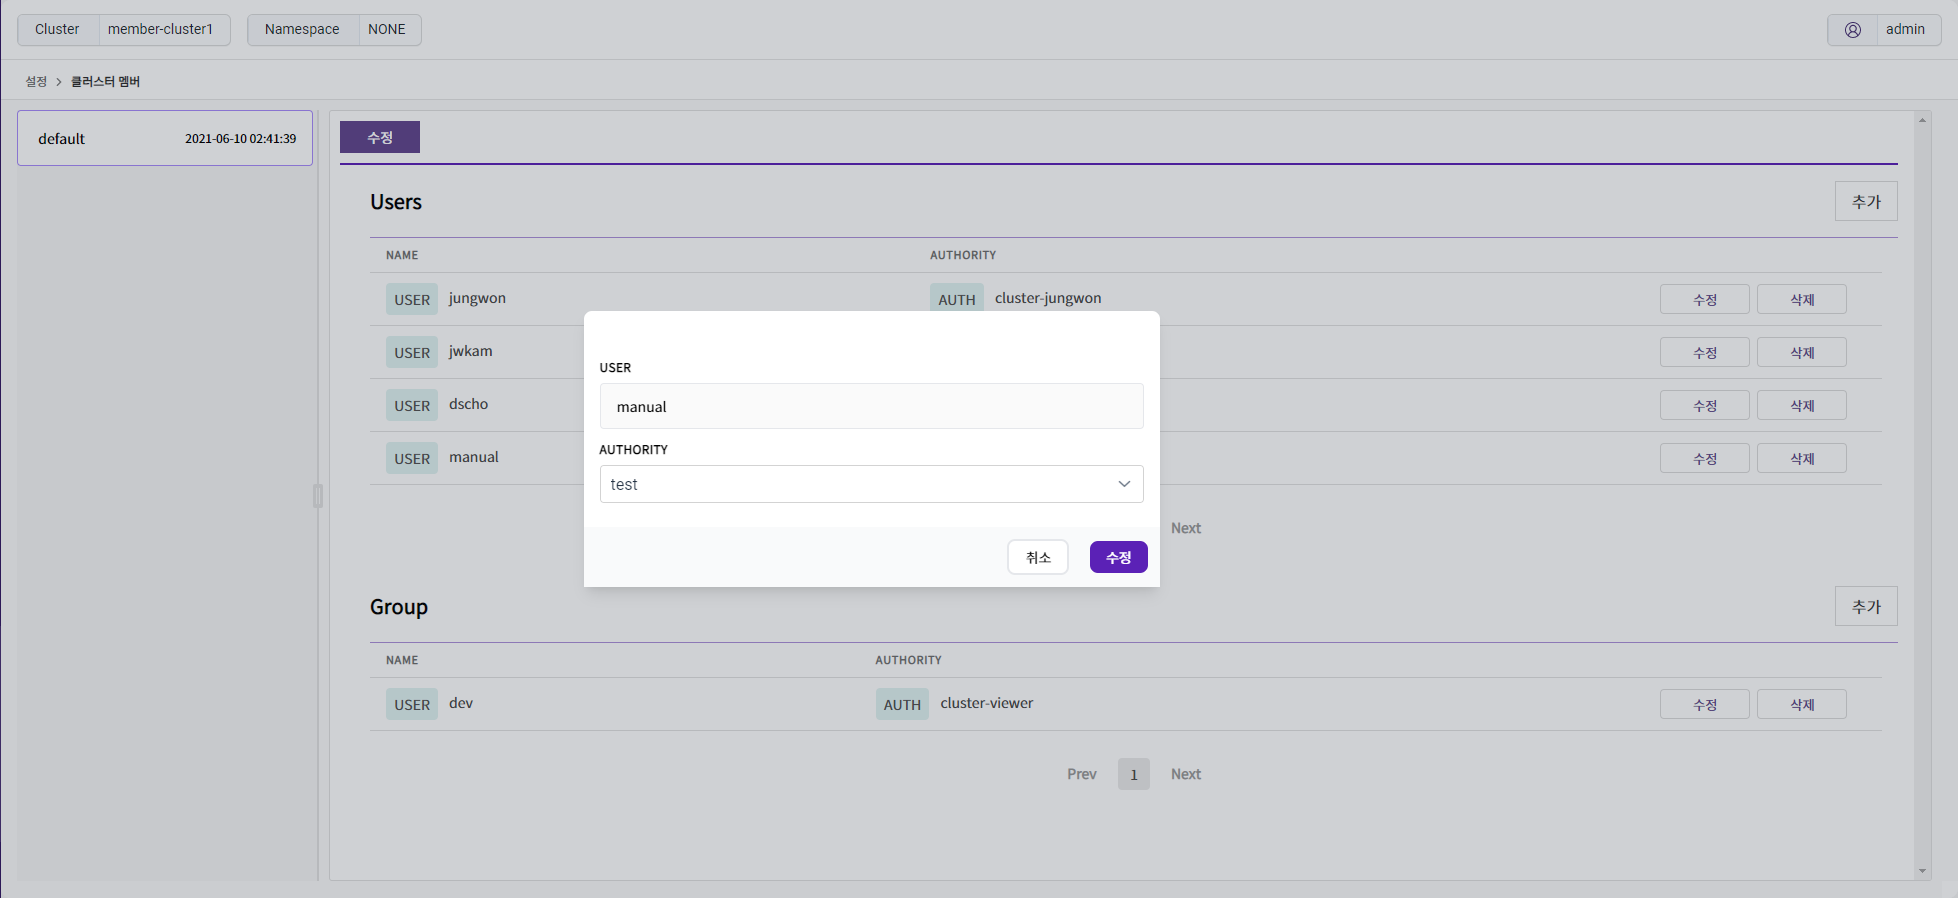 Cluster member-cluster1 Namespace NONE admin
설정 > 클러스터 멤버
default 2021-06-10 02:41:39
수정
Users 추가
NAME AUTHORITY
USER jungwon AUTH cluster-jungwon 수정 삭제
USER jwkam 수정 삭제
USER dscho 수정 삭제
USER manual 수정 삭제
Next
USER
manual
AUTHORITY
test
취소 수정
Group 추가
NAME AUTHORITY
USER dev AUTH cluster-viewer 수정 삭제
Prev 1 Next